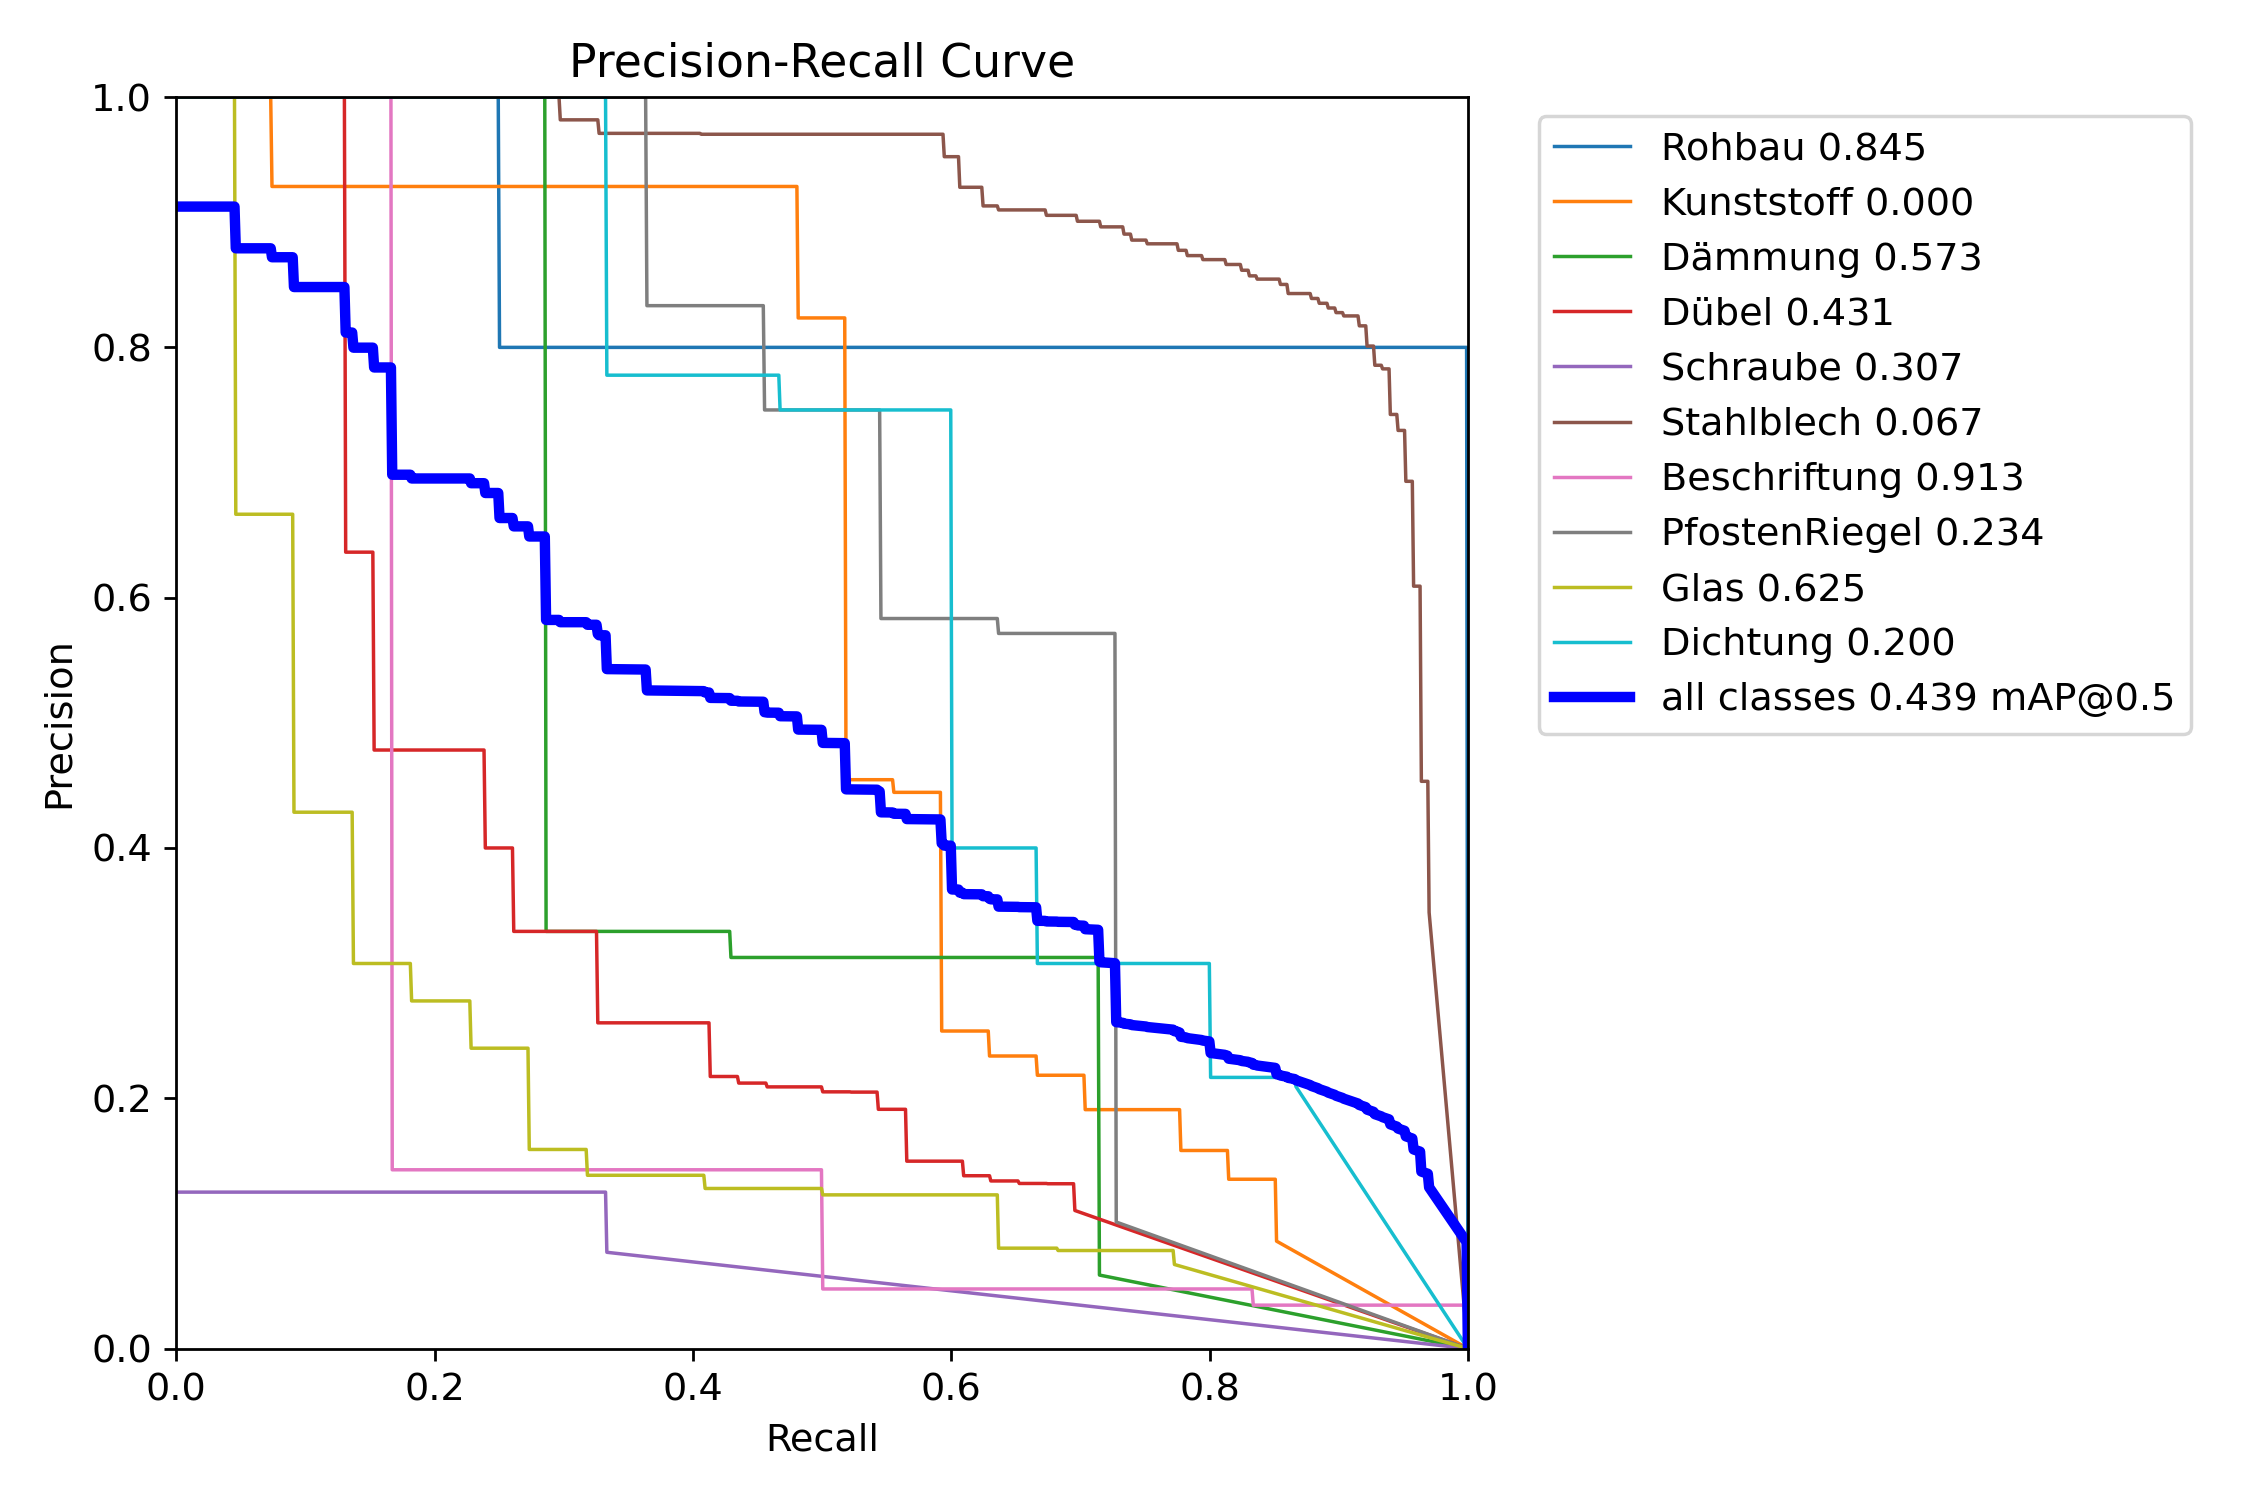 Precision-Recall Curve
1.0
0.8
0.6
0.4
0.2
0.0
Precision
0.0 0.2 0.4 0.6 0.8 1.0
Recall
Rohbau 0.845
Kunststoff 0.000
Dämmung 0.573
Dübel 0.431
Schraube 0.307
Stahlblech 0.067
Beschriftung 0.913
PfostenRiegel 0.234
Glas 0.625
Dichtung 0.200
all classes 0.439 mAP@0.5